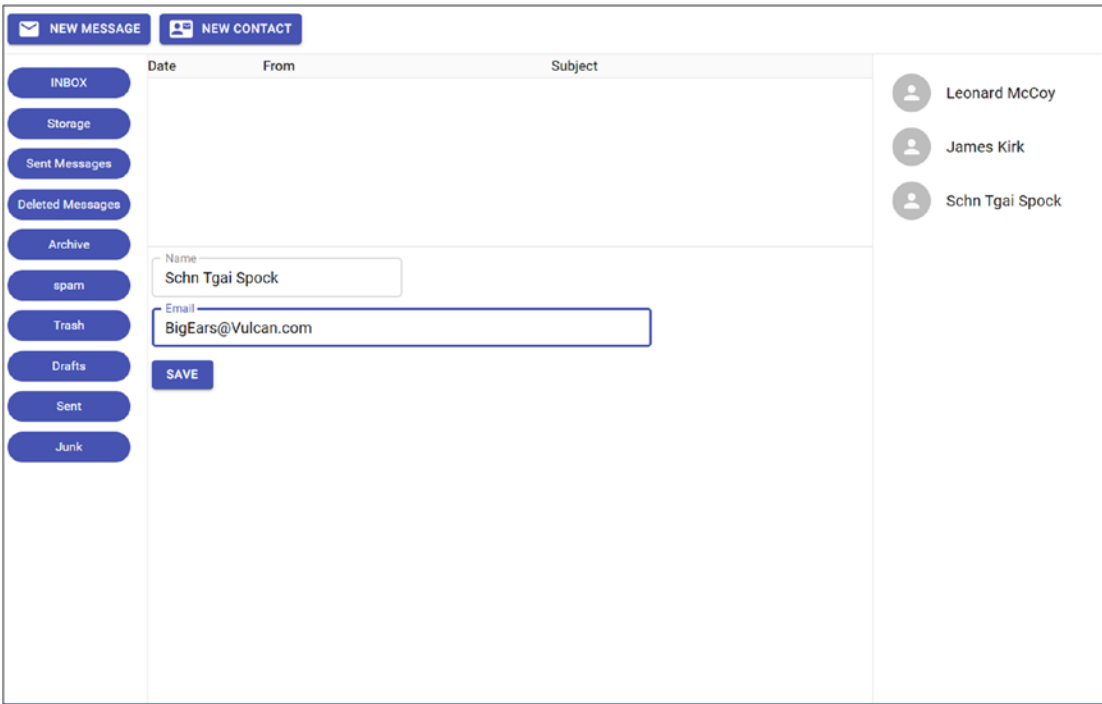 NEW MESSAGE
NEW CONTACT
Date From Subject
INBOX
Storage
Sent Messages
Deleted Messages
Archive
spam
Trash
Drafts
Sent
Junk
Name
Schn Tgai Spock
Email
BigEars@Vulcan.com
SAVE
Leonard McCoy
James Kirk
Schn Tgai Spock